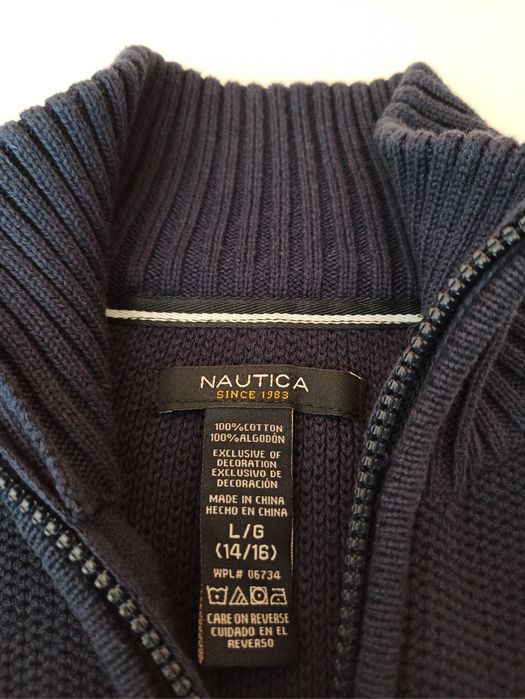 NAUTICA
SINCE 1983
100%COTTON
100%ALGODÓN
EXCLUSIVE OF
DECORATION
EXCLUSIVO DE
DECORACIÓN
MADE IN CHINA
HECHO EN CHINA
L/G
(14/16)
WPL# 06734
CARE ON REVERSE
CUIDADO EN EL
REVERSO